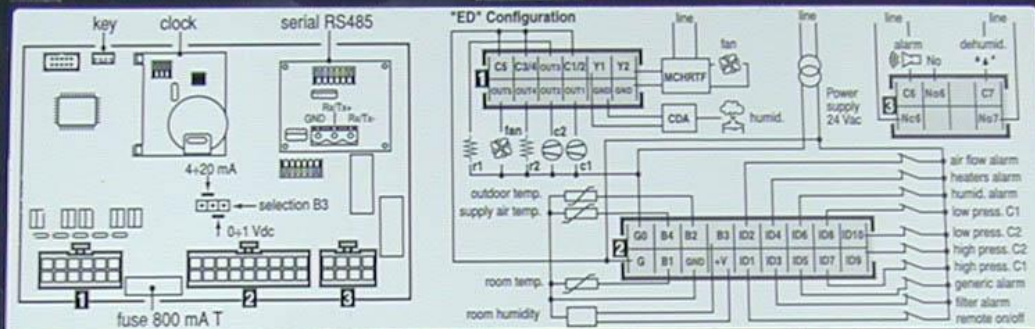 key
clock
serial RS485
GND
Rx/Tx+
Rx/Tx-
4÷20 mA
selection B3
0÷1 Vdc
1
2
3
fuse 800 mA T
"ED" Configuration
line
line
line
line
1
C5 C3/4 OUT3 C1/2 Y1 Y2
OUT5 OUT4 OUT2 OUT1 GND GND
MCHRTF
fan
CDA
humid.
fan
c2
r1
r2
c1
Power
supply
24 Vac
alarm
No
dehumid.
3
C6 No6 C7
Nc6 No7
outdoor temp.
supply air temp.
room temp.
room humidity
2
G0 B4 B2 B3 ID2 ID4 ID6 ID8 ID10
G B1 GND +V ID1 ID3 ID5 ID7 ID9
air flow alarm
heaters alarm
humid. alarm
low press. C1
low press. C2
high press. C2
high press. C1
generic alarm
filter alarm
remote on/off